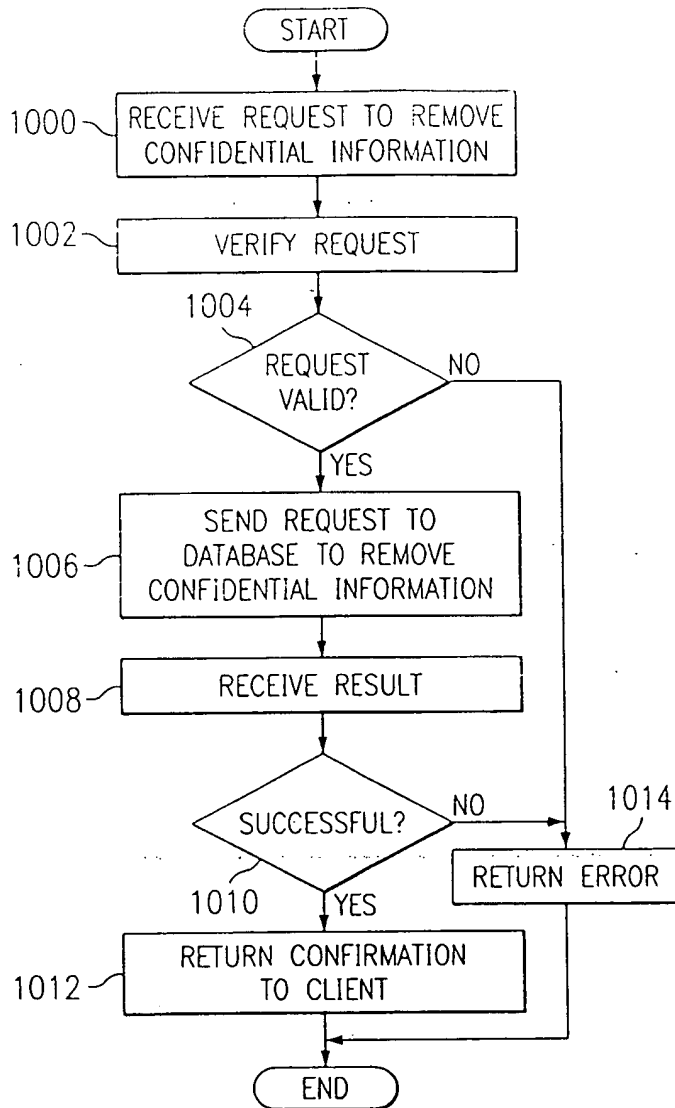 START
1000
RECEIVE REQUEST TO REMOVE
CONFIDENTIAL INFORMATION
1002
VERIFY REQUEST
1004
REQUEST
VALID?
NO
YES
1006
SEND REQUEST TO
DATABASE TO REMOVE
CONFIDENTIAL INFORMATION
1008
RECEIVE RESULT
SUCCESSFUL?
NO
1014
1010
YES
RETURN ERROR
1012
RETURN CONFIRMATION
TO CLIENT
END